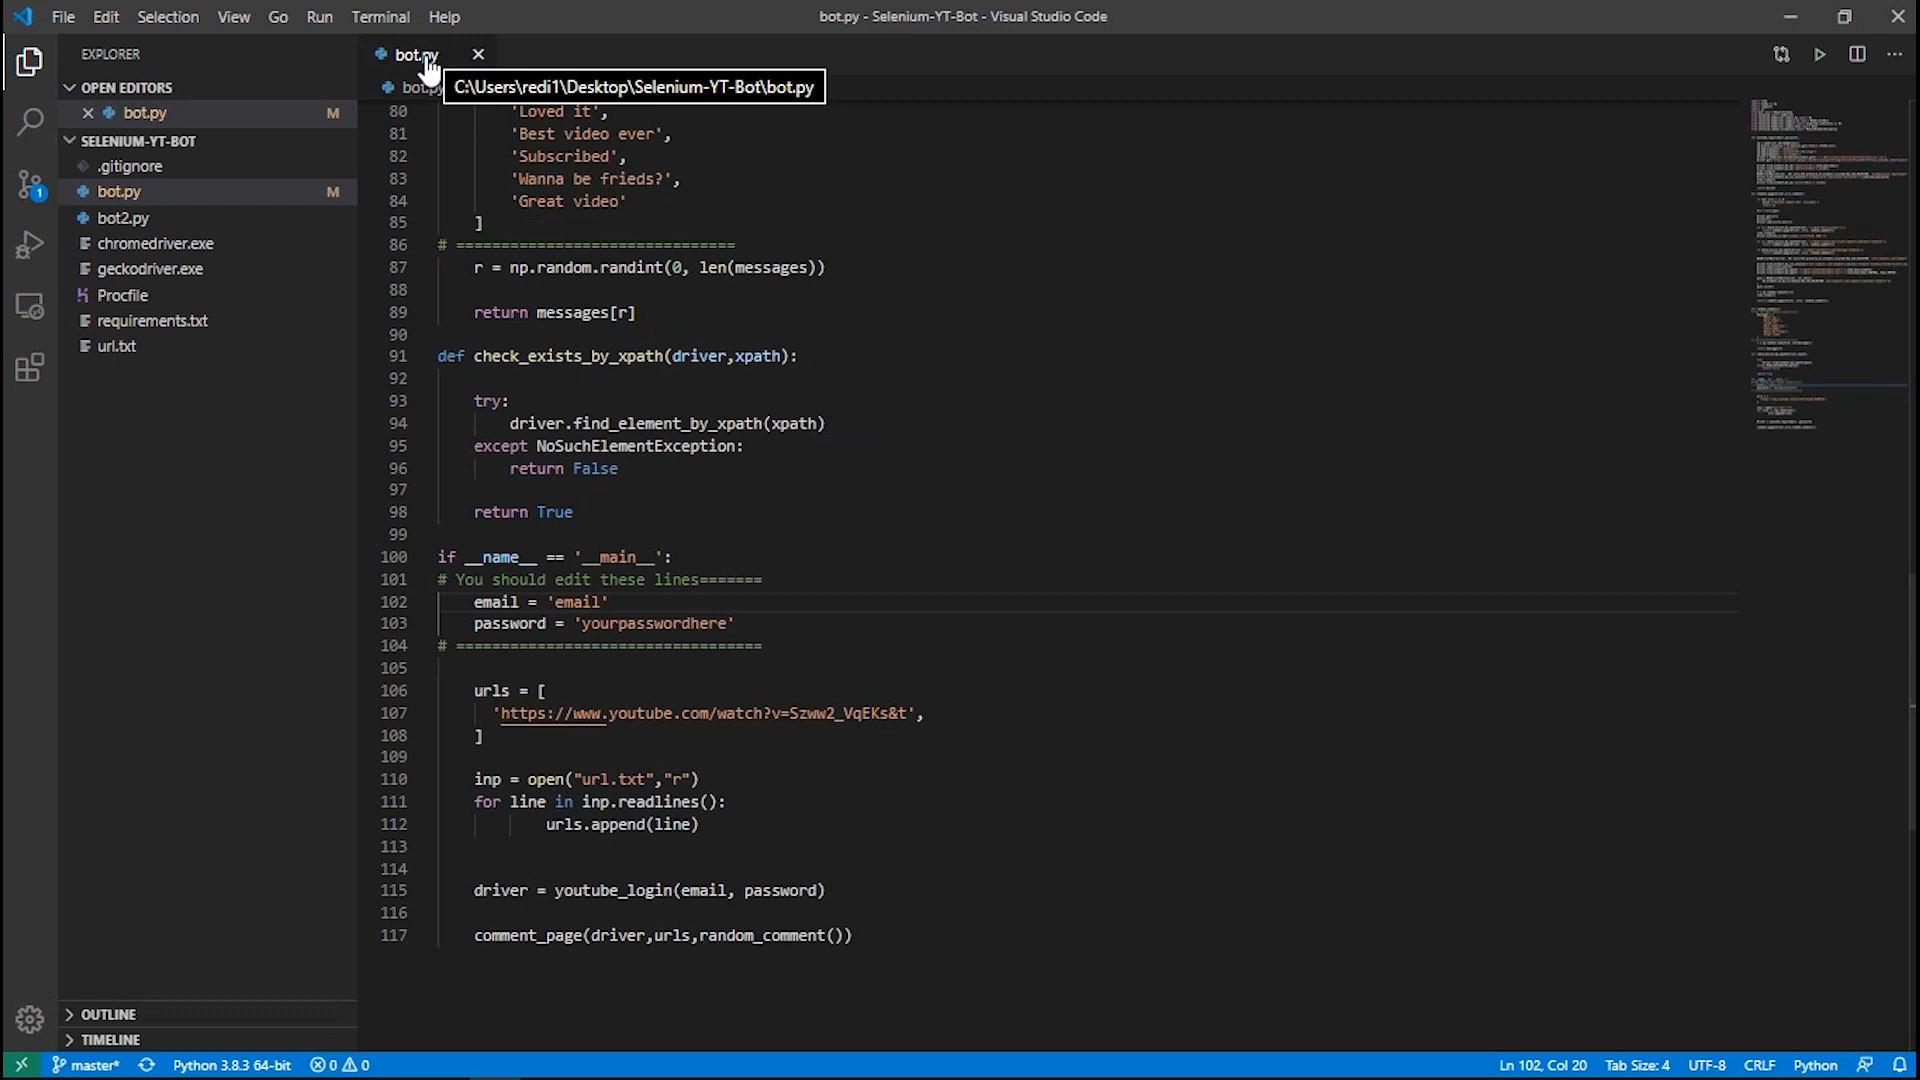 File Edit Selection View Go Run Terminal Help
bot.py - Selenium-YT-Bot - Visual Studio Code
EXPLORER
OPEN EDITORS
bot.py M
SELENIUM-YT-BOT
.gitignore
bot.py M
bot2.py
chromedriver.exe
geckodriver.exe
Procfile
requirements.txt
url.txt
OUTLINE
TIMELINE
bot.py
C:\Users\redi1\Desktop\Selenium-YT-Bot\bot.py
80 'Loved it',
81 'Best video ever',
82 'Subscribed',
83 'Wanna be frieds?',
84 'Great video'
85 ]
86 # ===============================
87 r = np.random.randint(0, len(messages))
88
89 return messages[r]
90
91 def check_exists_by_xpath(driver,xpath):
92
93 try:
94 driver.find_element_by_xpath(xpath)
95 except NoSuchElementException:
96 return False
97
98 return True
99
100 if __name__ == '__main__':
101 # You should edit these lines=======
102 email = 'email'
103 password = 'yourpasswordhere'
104 # ==================================
105
106 urls = [
107 'https://www.youtube.com/watch?v=Szww2_VqEKs&t',
108 ]
109
110 inp = open("url.txt","r")
111 for line in inp.readlines():
112 urls.append(line)
113
114
115 driver = youtube_login(email, password)
116
117 comment_page(driver,urls,random_comment())
1
master* Python 3.8.3 64-bit 0 0 Ln 102, Col 20 Tab Size: 4 UTF-8 CRLF Python